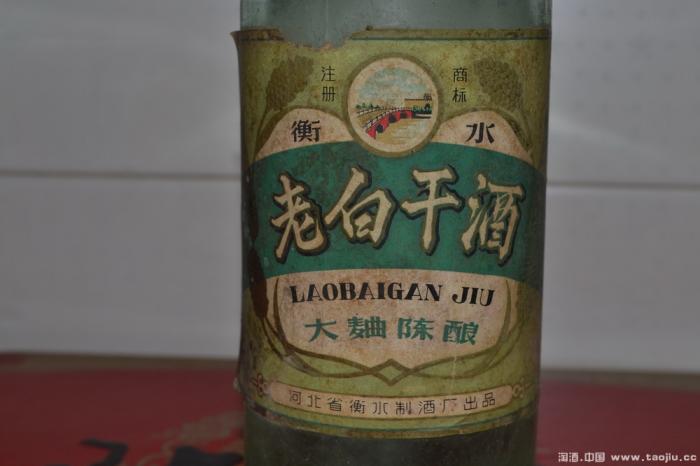 注册 商标
衡 水
老白干酒
LAOBAIGAN JIU
大麯陈酿
河北省衡水制酒厂出品
淘酒.中国 www.taojiu.cc